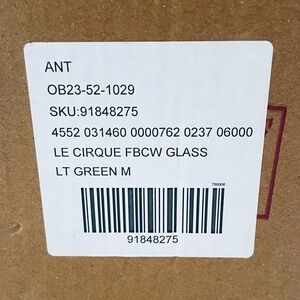 ANT
OB23-52-1029
SKU:91848275
4552 031460 0000762 0237 06000
LE CIRQUE FBCW GLASS
LT GREEN M
91848275